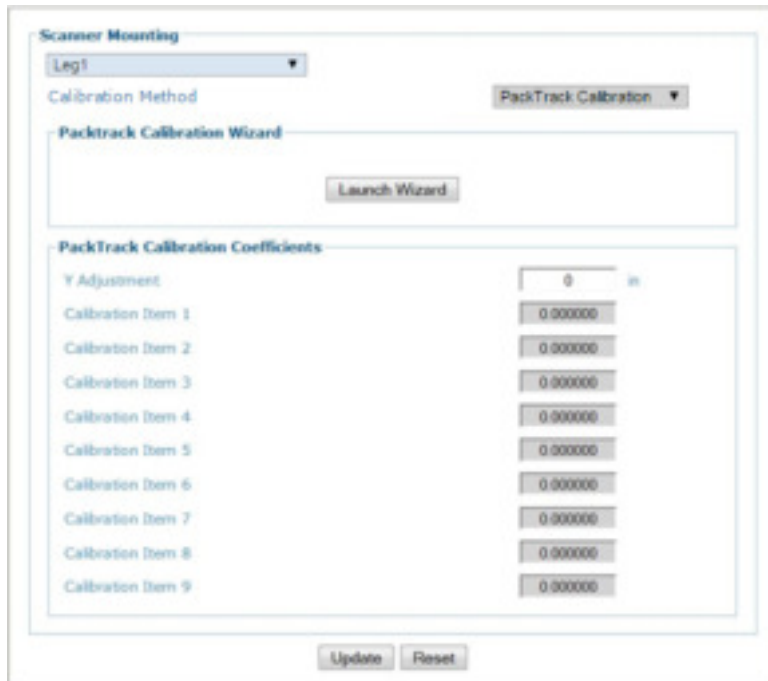 Scanner Mounting
Leg1
Calibration Method PackTrack Calibration
Packtrack Calibration Wizard
Launch Wizard
PackTrack Calibration Coefficients
Y Adjustment 0 in
Calibration Item 1 0.000000
Calibration Item 2 0.000000
Calibration Item 3 0.000000
Calibration Item 4 0.000000
Calibration Item 5 0.000000
Calibration Item 6 0.000000
Calibration Item 7 0.000000
Calibration Item 8 0.000000
Calibration Item 9 0.000000
Update Reset